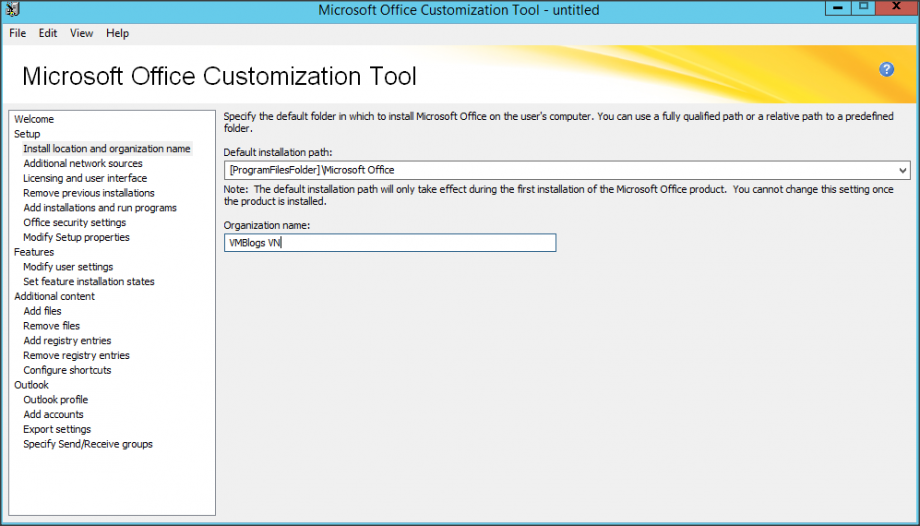 Microsoft Office Customization Tool - untitled
File Edit View Help
Microsoft Office Customization Tool
?
Welcome
Setup
Install location and organization name
Additional network sources
Licensing and user interface
Remove previous installations
Add installations and run programs
Office security settings
Modify Setup properties
Features
Modify user settings
Set feature installation states
Additional content
Add files
Remove files
Add registry entries
Remove registry entries
Configure shortcuts
Outlook
Outlook profile
Add accounts
Export settings
Specify Send/Receive groups
Specify the default folder in which to install Microsoft Office on the user's computer. You can use a fully qualified path or a relative path to a predefined
folder.
Default installation path:
[ProgramFilesFolder]\Microsoft Office
Note: The default installation path will only take effect during the first installation of the Microsoft Office product. You cannot change this setting once
the product is installed.
Organization name:
VMBlogs VN